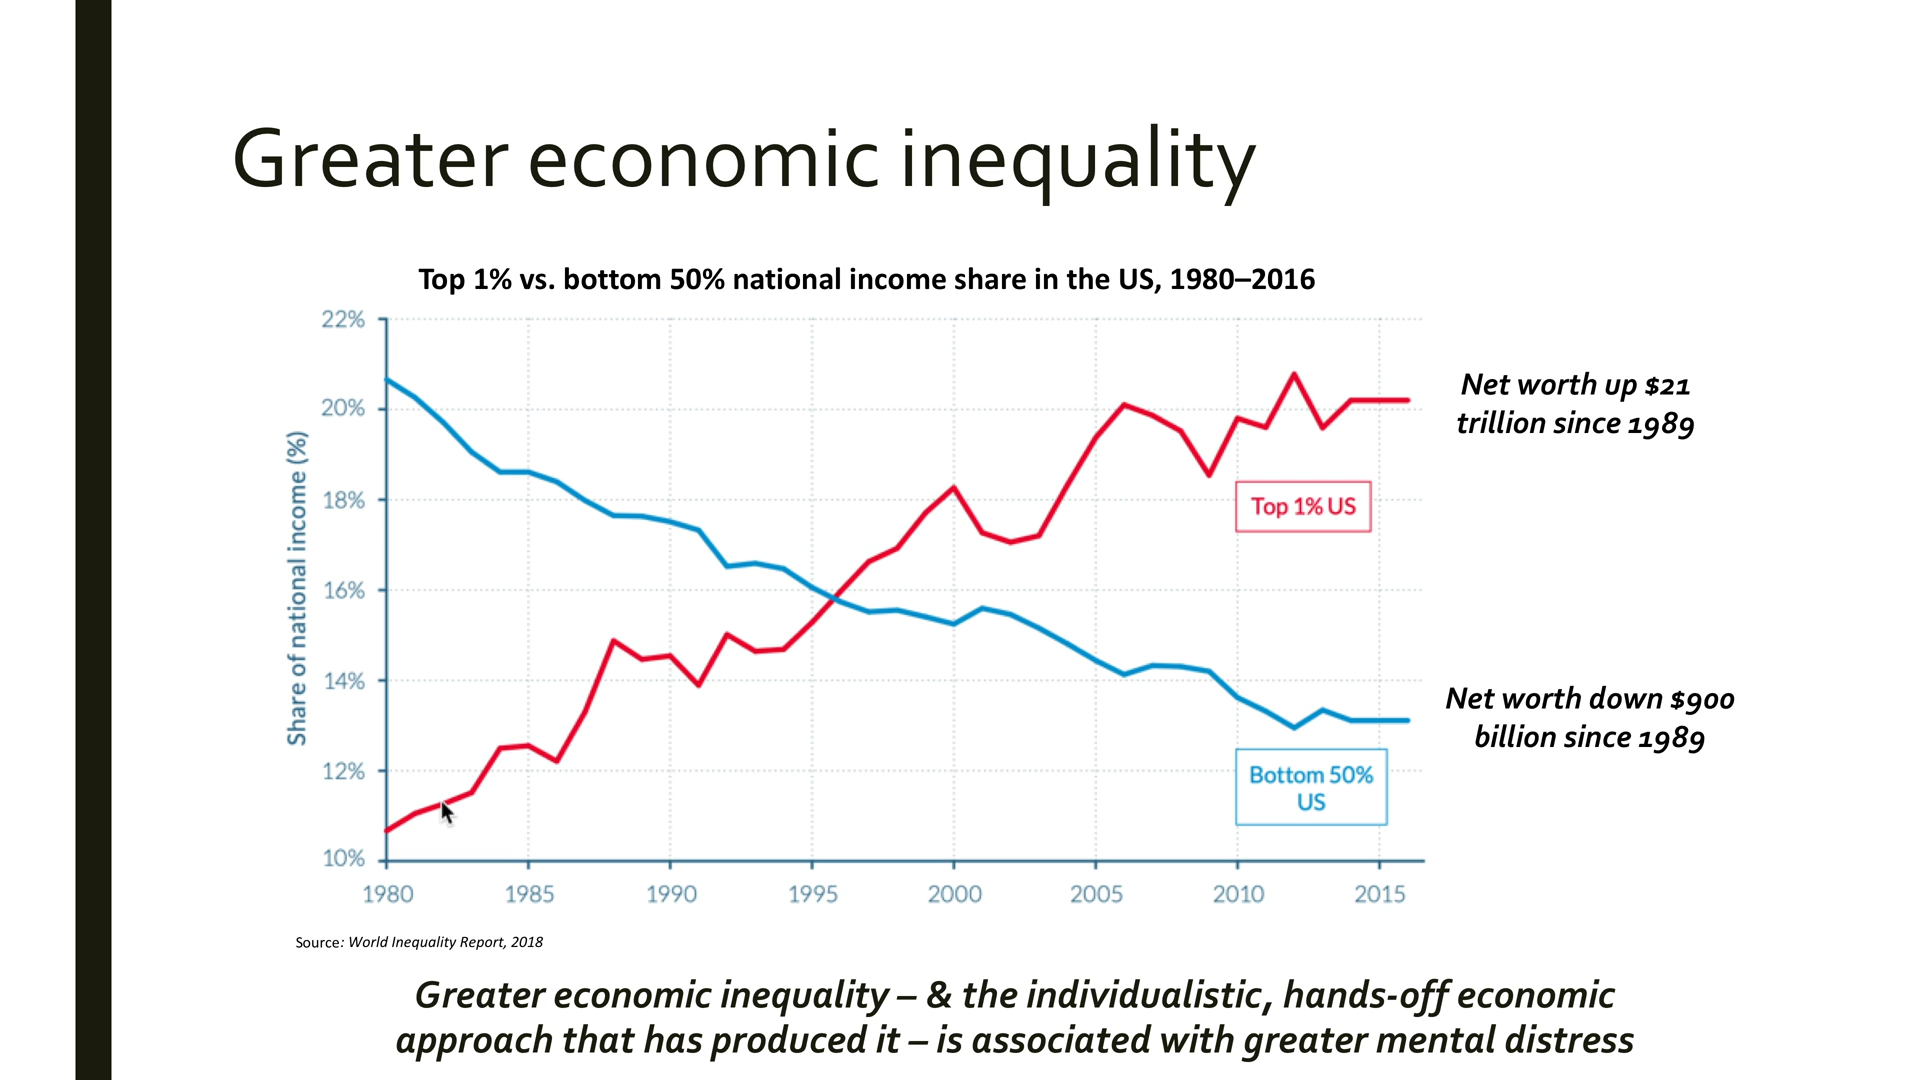 Greater economic inequality
Top 1% vs. bottom 50% national income share in the US, 1980–2016
Share of national income (%)
22%
20%
18%
16%
14%
12%
10%
1980
1985
1990
1995
2000
2005
2010
2015
Top 1% US
Bottom 50%
US
Net worth up $21
trillion since 1989
Net worth down $900
billion since 1989
Source: World Inequality Report, 2018
Greater economic inequality – & the individualistic, hands-off economic
approach that has produced it – is associated with greater mental distress